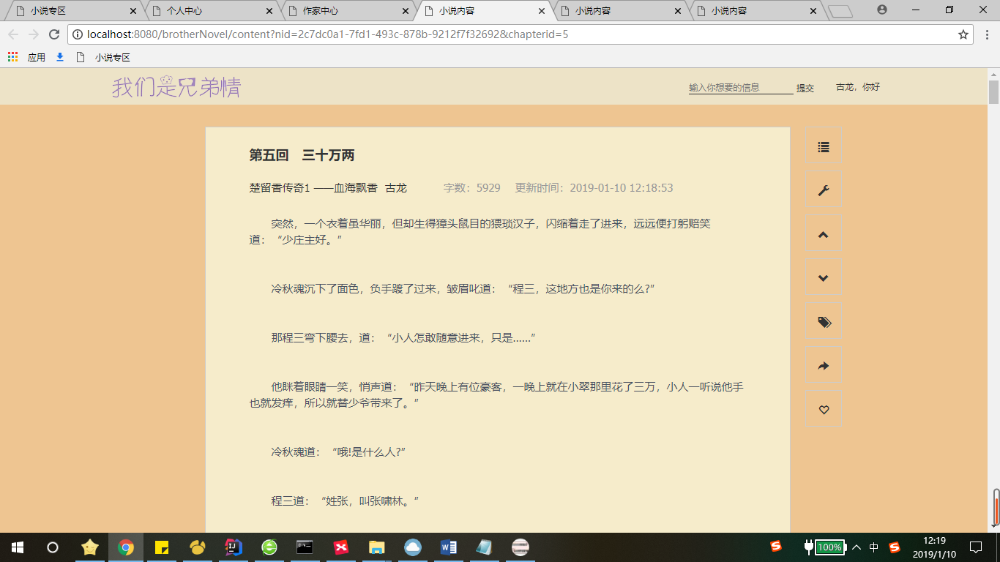 小说专区
个人中心
作家中心
小说内容
小说内容
小说内容
localhost:8080/brotherNovel/content?nid=2c7dc0a1-7fd1-493c-878b-9212f7f32692&chapterid=5
应用
小说专区
我们是兄弟情
输入你想要的信息
提交
古龙，你好
第五回　三十万两
楚留香传奇1 ——血海飘香 古龙 字数：5929 更新时间：2019-01-10 12:18:53
突然，一个衣着虽华丽，但却生得獐头鼠目的猥琐汉子，闪缩着走了进来，远远便打躬赔笑
道：“少庄主好。”
冷秋魂沉下了面色，负手踱了过来，皱眉叱道：“程三，这地方也是你来的么?”
那程三弯下腰去，道：“小人怎敢随意进来，只是......”
他眯着眼睛一笑，悄声道：“昨天晚上有位豪客，一晚上就在小翠那里花了三万，小人一听说他手
也就发痒，所以就替少爷带来了。”
冷秋魂道：“哦!是什么人?”
程三道：“姓张，叫张啸林。”
100%
中
12:19
2019/1/10